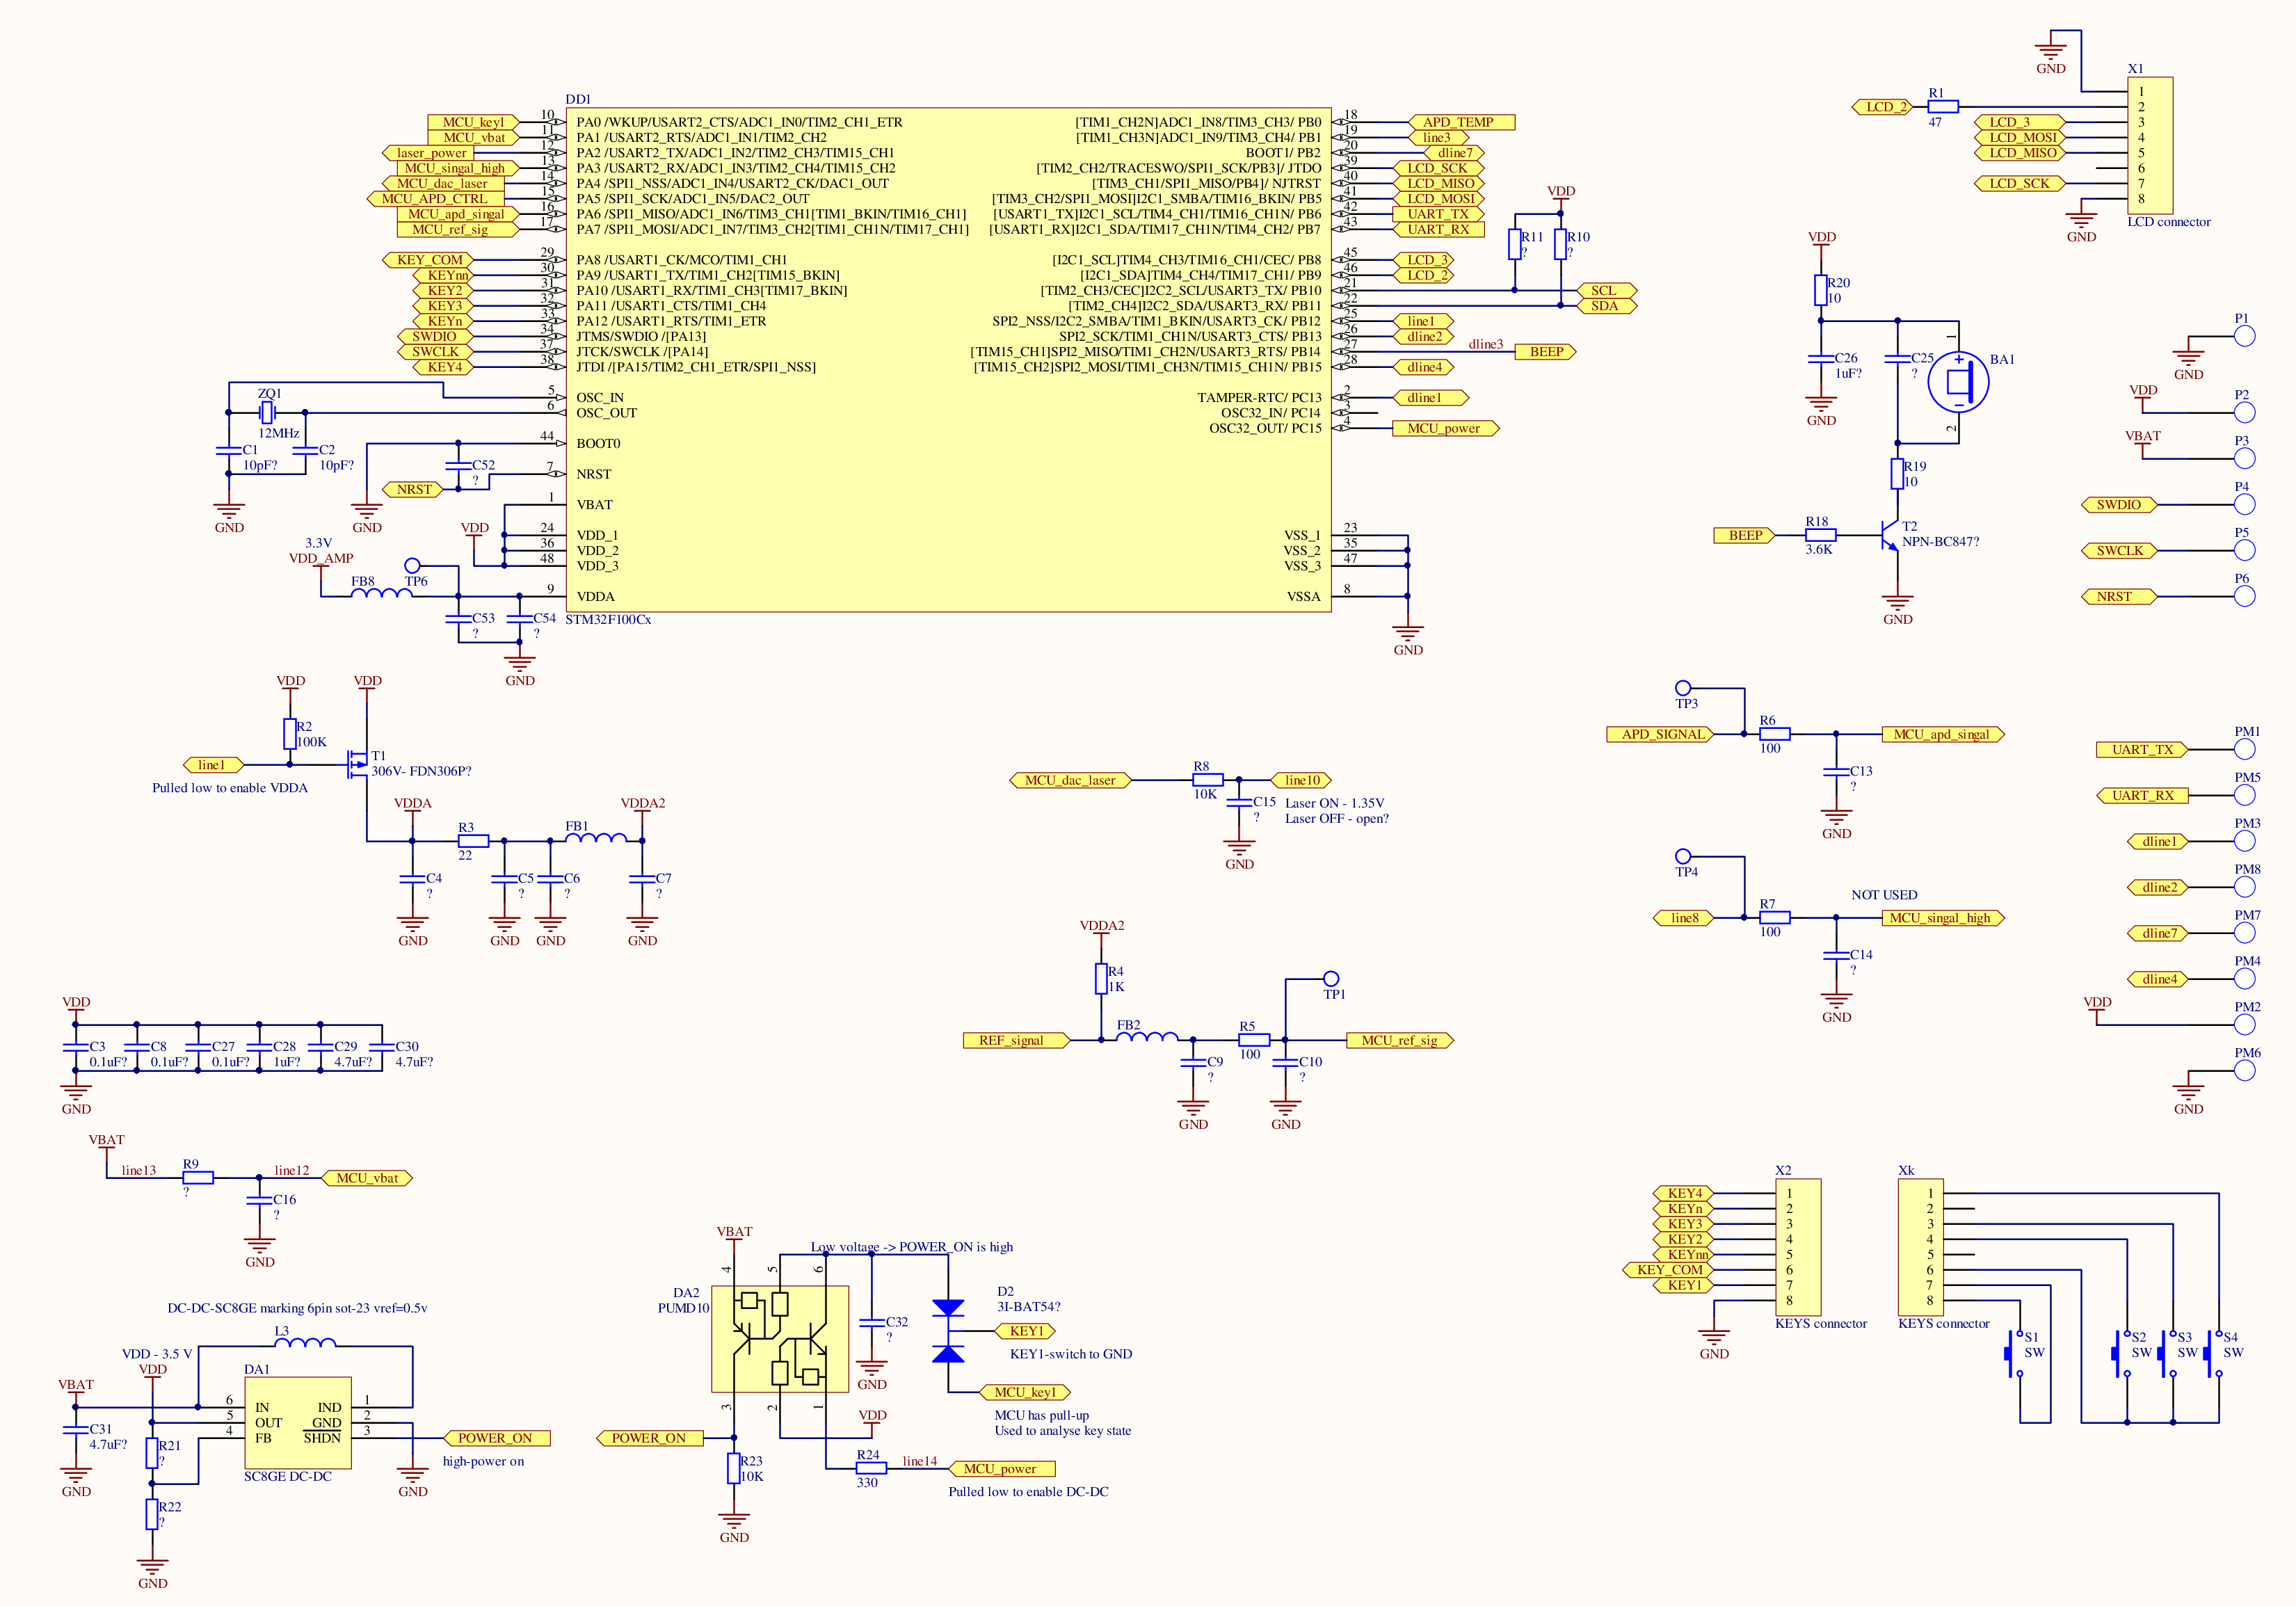 DD1
MCU_key1 10 PA0 /WKUP/USART2_CTS/ADC1_IN0/TIM2_CH1_ETR
MCU_vbat 11 PA1 /USART2_RTS/ADC1_IN1/TIM2_CH2
laser_power 12 PA2 /USART2_TX/ADC1_IN2/TIM2_CH3/TIM15_CH1
MCU_singal_high 13 PA3 /USART2_RX/ADC1_IN3/TIM2_CH4/TIM15_CH2
MCU_dac_laser 14 PA4 /SPI1_NSS/ADC1_IN4/USART2_CK/DAC1_OUT
MCU_APD_CTRL 15 PA5 /SPI1_SCK/ADC1_IN5/DAC2_OUT
MCU_apd_singal 16 PA6 /SPI1_MISO/ADC1_IN6/TIM3_CH1[TIM1_BKIN/TIM16_CH1]
MCU_ref_sig 17 PA7 /SPI1_MOSI/ADC1_IN7/TIM3_CH2[TIM1_CH1N/TIM17_CH1]
KEY_COM 29 PA8 /USART1_CK/MCO/TIM1_CH1
KEYnn 30 PA9 /USART1_TX/TIM1_CH2[TIM15_BKIN]
KEY2 31 PA10 /USART1_RX/TIM1_CH3[TIM17_BKIN]
KEY3 32 PA11 /USART1_CTS/TIM1_CH4
KEYn 33 PA12 /USART1_RTS/TIM1_ETR
SWDIO 34 JTMS/SWDIO /[PA13]
SWCLK 37 JTCK/SWCLK /[PA14]
KEY4 38 JTDI /[PA15/TIM2_CH1_ETR/SPI1_NSS]
5 OSC_IN
6 OSC_OUT
44 BOOT0
7 NRST
1 VBAT
24 VDD_1
36 VDD_2
48 VDD_3
9 VDDA
STM32F100Cx
[TIM1_CH2N]ADC1_IN8/TIM3_CH3/ PB0 18 APD_TEMP
[TIM1_CH3N]ADC1_IN9/TIM3_CH4/ PB1 19 line3
BOOT1/ PB2 20 dline7
[TIM2_CH2/TRACESWO/SPI1_SCK/PB3]/ JTDO 39 LCD_SCK
[TIM3_CH1/SPI1_MISO/PB4]/ NJTRST 40 LCD_MISO
[TIM3_CH2/SPI1_MOSI]I2C1_SMBA/TIM16_BKIN/ PB5 41 LCD_MOSI
[USART1_TX]I2C1_SCL/TIM4_CH1/TIM16_CH1N/ PB6 42 UART_TX
[USART1_RX]I2C1_SDA/TIM17_CH1N/TIM4_CH2/ PB7 43 UART_RX
[I2C1_SCL]TIM4_CH3/TIM16_CH1/CEC/ PB8 45 LCD_3
[I2C1_SDA]TIM4_CH4/TIM17_CH1/ PB9 46 LCD_2
[TIM2_CH3/CEC]I2C2_SCL/USART3_TX/ PB10 21 SCL
[TIM2_CH4]I2C2_SDA/USART3_RX/ PB11 22 SDA
SPI2_NSS/I2C2_SMBA/TIM1_BKIN/USART3_CK/ PB12 25 line1
SPI2_SCK/TIM1_CH1N/USART3_CTS/ PB13 26 dline2
[TIM15_CH1]SPI2_MISO/TIM1_CH2N/USART3_RTS/ PB14 27 dline3 BEEP
[TIM15_CH2]SPI2_MOSI/TIM1_CH3N/TIM15_CH1N/ PB15 28 dline4
TAMPER-RTC/ PC13 2 dline1
OSC32_IN/ PC14 3
OSC32_OUT/ PC15 4 MCU_power
VSS_1 23
VSS_2 35
VSS_3 47
VSSA 8
GND
VDD
R11
?
R10
?
ZQ1
12MHz
C1
10pF?
C2
10pF?
GND
GND
C52
?
NRST
VDD
3.3V
VDD_AMP
FB8
TP6
C53
?
C54
?
GND
GND
X1
1
2
3
4
5
6
7
8
LCD_2
R1
47
LCD_3
LCD_MOSI
LCD_MISO
LCD_SCK
GND
LCD connector
VDD
R20
10
C26
1uF?
GND
C25
?
1
BA1
2
R19
10
BEEP
R18
3.6K
T2
NPN-BC847?
GND
P1
GND
VDD
P2
VBAT
P3
SWDIO
P4
SWCLK
P5
NRST
P6
VDD
VDD
R2
100K
line1
T1
306V- FDN306P?
Pulled low to enable VDDA
VDDA
R3
22
FB1
VDDA2
C4
?
C5
?
C6
?
C7
?
GND
GND
GND
GND
MCU_dac_laser
R8
10K
line10
C15
?
Laser ON - 1.35V
Laser OFF - open?
GND
TP3
APD_SIGNAL
R6
100
MCU_apd_singal
C13
?
GND
TP4
NOT USED
line8
R7
100
MCU_singal_high
C14
?
GND
UART_TX
PM1
UART_RX
PM5
dline1
PM3
dline2
PM8
dline7
PM7
dline4
PM4
VDD
PM2
PM6
GND
VDDA2
R4
1K
TP1
REF_signal
FB2
R5
100
MCU_ref_sig
C9
?
C10
?
GND
GND
VDD
C3
0.1uF?
C8
0.1uF?
C27
0.1uF?
C28
1uF?
C29
4.7uF?
C30
4.7uF?
GND
VBAT
line13
R9
?
line12
MCU_vbat
C16
?
GND
DC-DC-SC8GE marking 6pin sot-23 vref=0.5v
L3
VDD - 3.5 V
VDD
VBAT
DA1
6 IN IND 1
5 OUT GND 2
4 FB SHDN 3
SC8GE DC-DC
C31
4.7uF?
GND
R21
?
R22
?
GND
POWER_ON
high-power on
GND
VBAT
Low voltage -> POWER_ON is high
4
5
6
DA2
PUMD10
3
2
1
C32
?
GND
D2
3I-BAT54?
KEY1
KEY1-switch to GND
MCU_key1
MCU has pull-up
Used to analyse key state
VDD
POWER_ON
R23
10K
GND
R24
330
line14
MCU_power
Pulled low to enable DC-DC
X2
KEY4 1
KEYn 2
KEY3 3
KEY2 4
KEYnn 5
KEY_COM 6
KEY1 7
8
GND
KEYS connector
Xk
1
2
3
4
5
6
7
8
KEYS connector
S1
SW
S2
SW
S3
SW
S4
SW